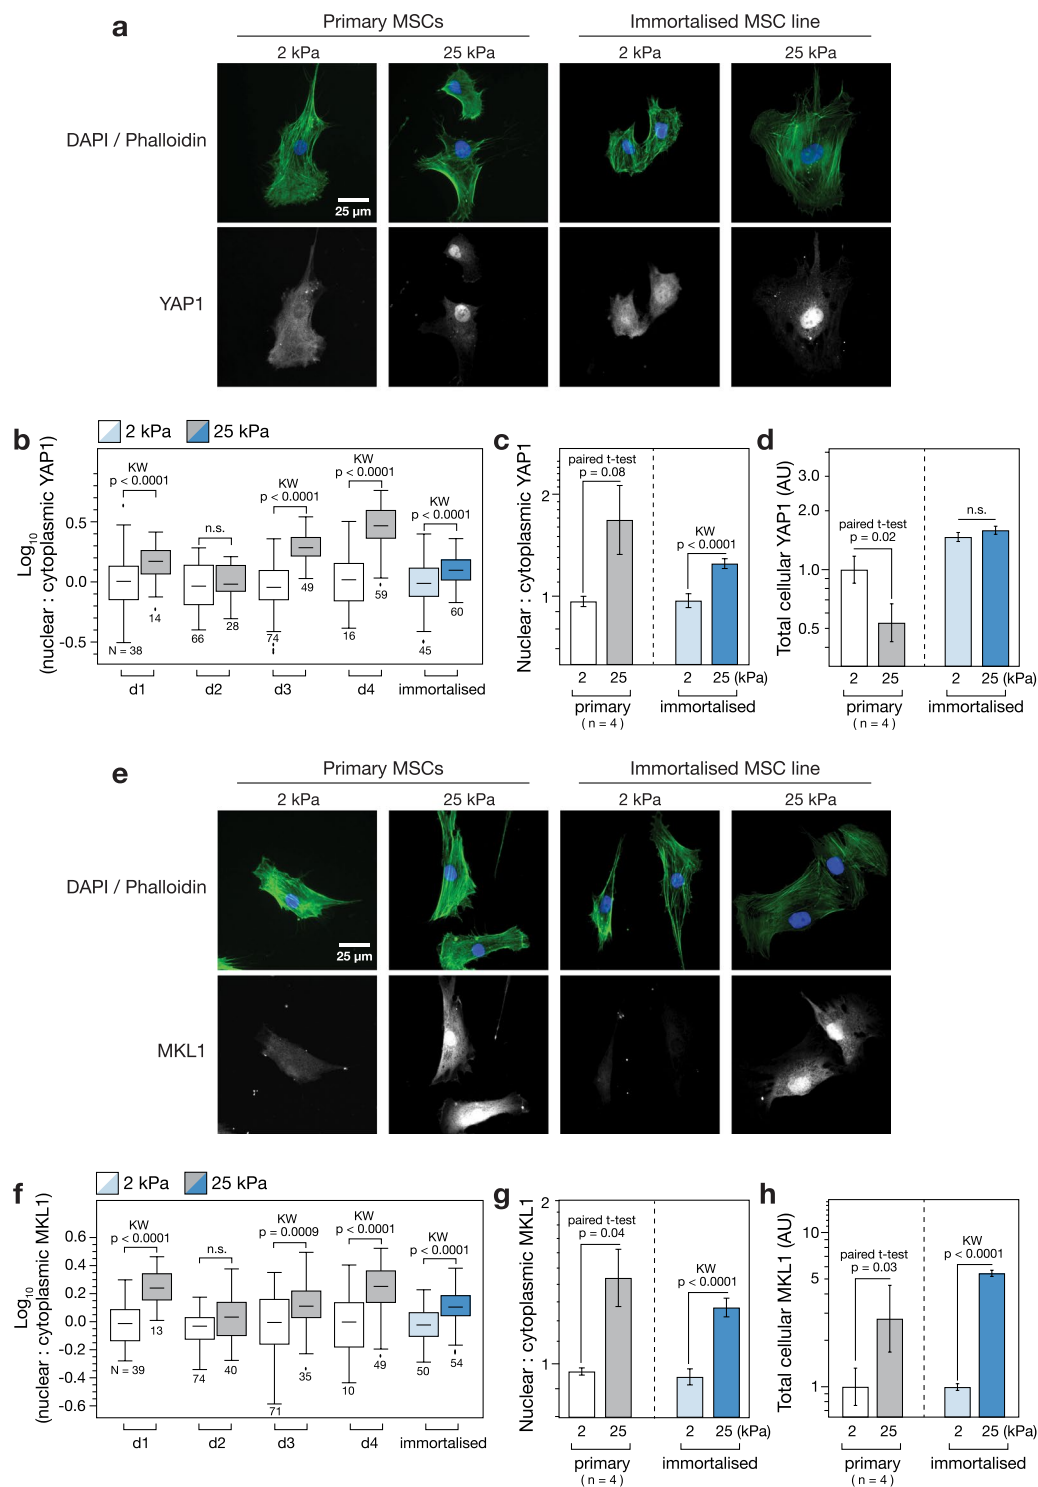 a
Primary MSCs
Immortalised MSC line
2 kPa
25 kPa
2 kPa
25 kPa
DAPI / Phalloidin
25 µm
YAP1
b
2 kPa
25 kPa
Log10
(nuclear : cytoplasmic YAP1)
0.5
0.0
-0.5
KW
p < 0.0001
n.s.
KW
p < 0.0001
KW
p < 0.0001
KW
p < 0.0001
N = 38
14
66
28
74
49
16
59
45
60
d1
d2
d3
d4
immortalised
c
Nuclear : cytoplasmic YAP1
2
1
paired t-test
p = 0.08
KW
p < 0.0001
2
25
2
25 (kPa)
primary
( n = 4 )
immortalised
d
Total cellular YAP1 (AU)
3.0
2.0
1.0
0.5
paired t-test
p = 0.02
n.s.
2
25
2
25 (kPa)
primary
( n = 4 )
immortalised
e
Primary MSCs
Immortalised MSC line
2 kPa
25 kPa
2 kPa
25 kPa
DAPI / Phalloidin
25 µm
MKL1
f
2 kPa
25 kPa
Log10
(nuclear : cytoplasmic MKL1)
0.6
0.4
0.2
0.0
-0.2
-0.4
-0.6
KW
p < 0.0001
n.s.
KW
p = 0.0009
KW
p < 0.0001
KW
p < 0.0001
N = 39
13
74
40
71
35
10
49
50
54
d1
d2
d3
d4
immortalised
g
Nuclear : cytoplasmic MKL1
2
1
paired t-test
p = 0.04
KW
p < 0.0001
2
25
2
25 (kPa)
primary
( n = 4 )
immortalised
h
Total cellular MKL1 (AU)
10
5
1
paired t-test
p = 0.03
KW
p < 0.0001
2
25
2
25 (kPa)
primary
( n = 4 )
immortalised